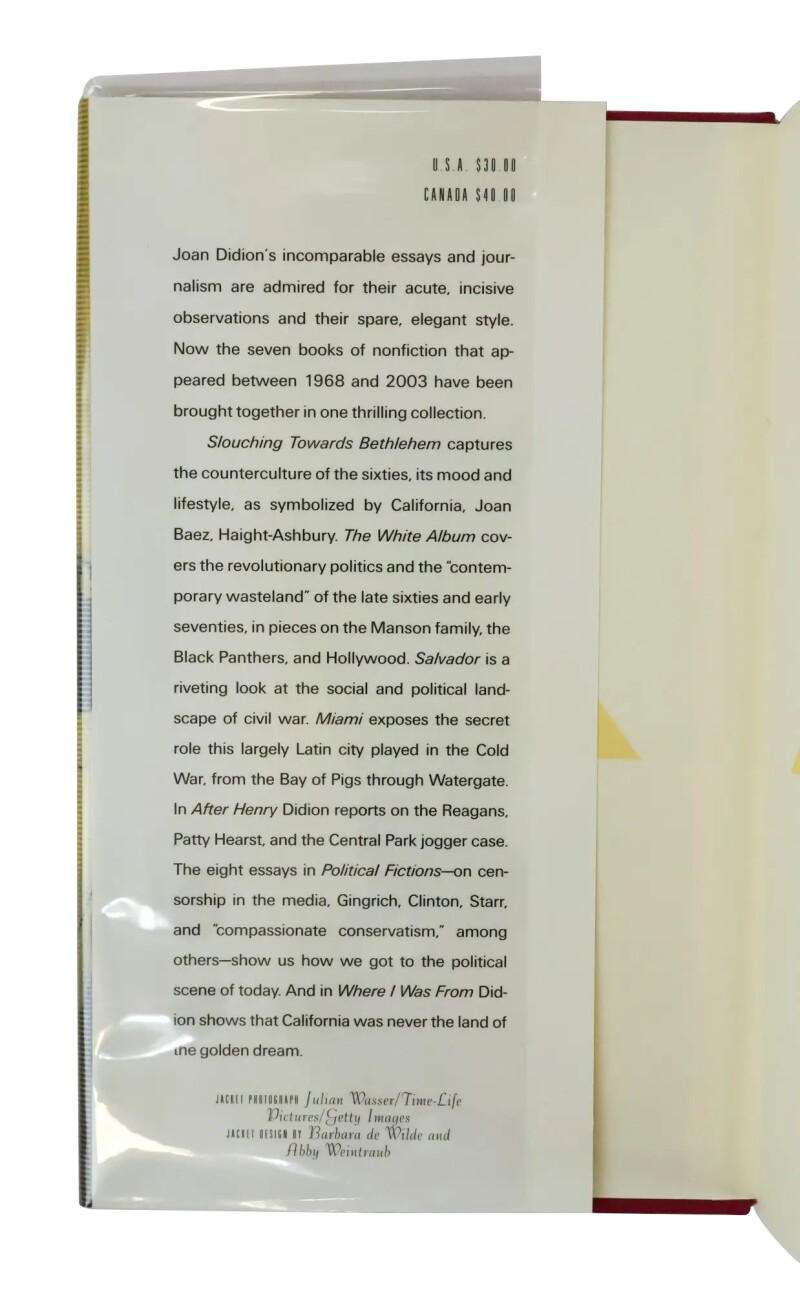 U.S.A. $30.00
CANADA $40.00
Joan Didion's incomparable essays and jour-
nalism are admired for their acute, incisive
observations and their spare, elegant style.
Now the seven books of nonfiction that ap-
peared between 1968 and 2003 have been
brought together in one thrilling collection.
Slouching Towards Bethlehem captures
the counterculture of the sixties, its mood and
lifestyle, as symbolized by California, Joan
Baez, Haight-Ashbury. The White Album cov-
ers the revolutionary politics and the "contem-
porary wasteland" of the late sixties and early
seventies, in pieces on the Manson family, the
Black Panthers, and Hollywood. Salvador is a
riveting look at the social and political land-
scape of civil war. Miami exposes the secret
role this largely Latin city played in the Cold
War, from the Bay of Pigs through Watergate.
In After Henry Didion reports on the Reagans,
Patty Hearst, and the Central Park jogger case.
The eight essays in Political Fictions—on cen-
sorship in the media, Gingrich, Clinton, Starr,
and "compassionate conservatism," among
others—show us how we got to the political
scene of today. And in Where I Was From Did-
ion shows that California was never the land of
the golden dream.
JACKET PHOTOGRAPH Julian Wasser/Time-Life
Pictures/Getty Images
JACKET DESIGN BY Barbara de Wilde and
Abby Weintraub